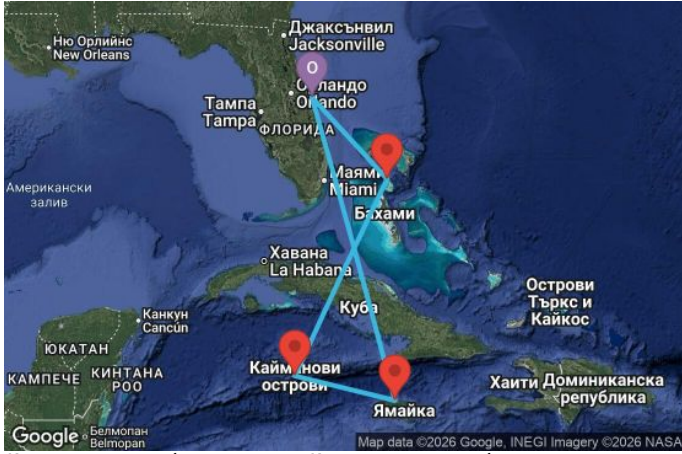 Джаксънвил
Jacksonville
Ню Орлийнс
New Orleans
O
Орландо
Orlando
Тампа
Tampa
ФЛОРИДА
Маями
Miami
Американски
залив
Бахами
Хавана
La Habana
Острови
Търкс и
Кайкос
Куба
Канкун
Cancún
ЮКАТАН
КАМПЕЧЕ
КИНТАНА
РОО
Кайманови
острови
Ямайка
Хаити
Доминиканска
република
Google
Белмопан
Belmopan
Map data ©2026 Google, INEGI Imagery ©2026 NASA